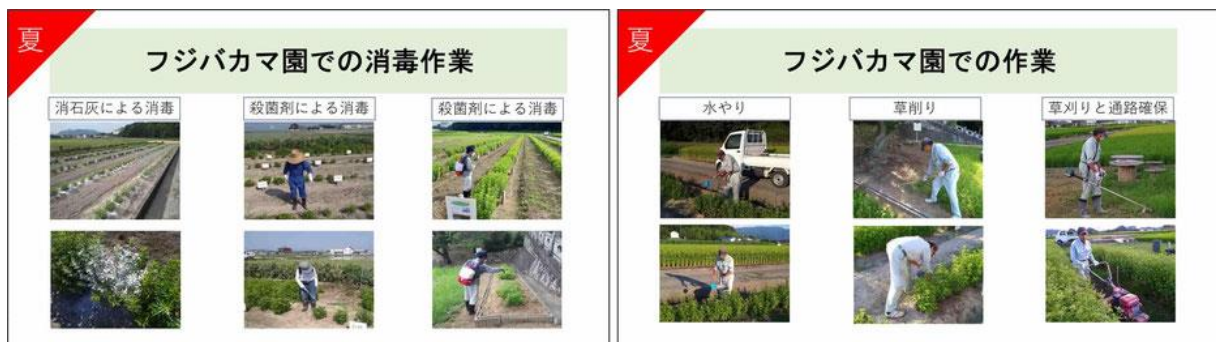 夏
フジバカマ園での消毒作業
消石灰による消毒
殺菌剤による消毒
殺菌剤による消毒
夏
フジバカマ園での作業
水やり
草削り
草刈りと通路確保